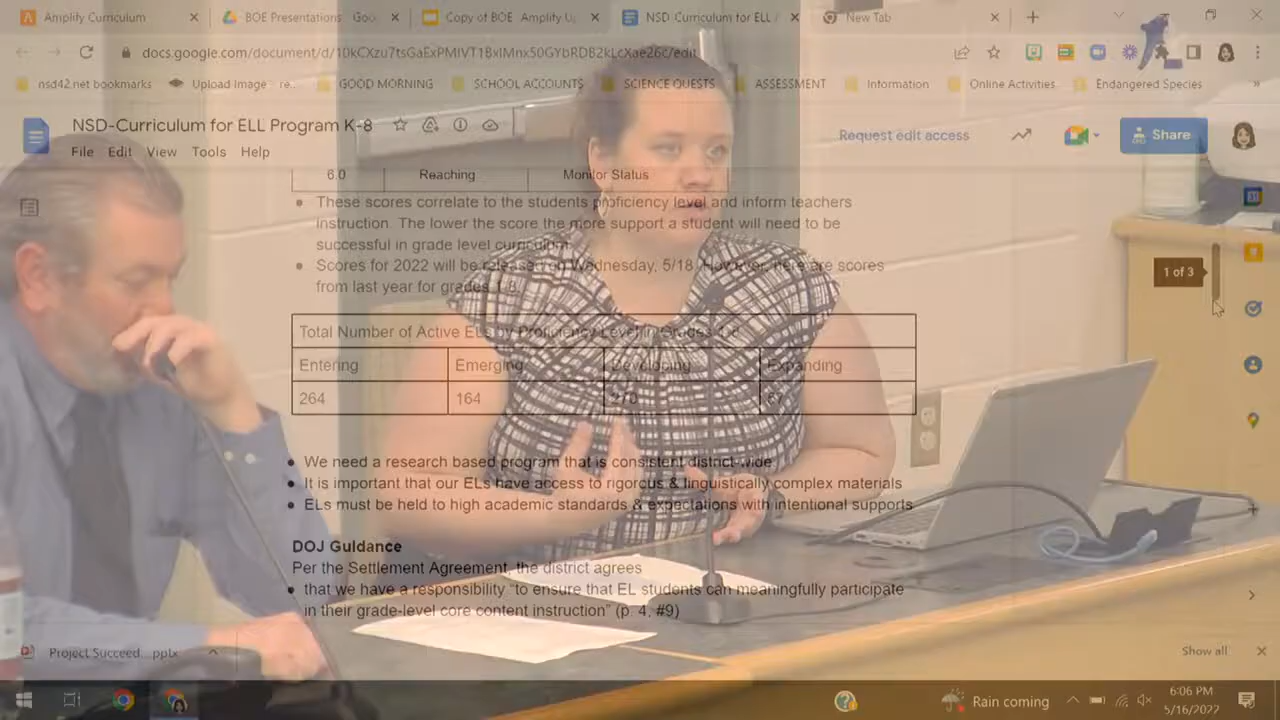 Amplify Curriculum
BOE Presentations Goo
Copy of BOE Amplify Up
NSD-Curriculum for ELL
New Tab
nsd42.net bookmarks
Upload Image - re...
GOOD MORNING
SCHOOL ACCOUNTS
SCIENCE QUESTS
ASSESSMENT
Information
Online Activities
Endangered Species
NSD-Curriculum for ELL Program K-8
Request edit access
Share
File Edit View Tools Help
6.0 Reaching Monitor Status
These scores correlate to the students proficiency level and inform teachers
instruction. The lower the score the more support a student will need to be
successful in grade level curriculum
Scores for 2022 will be released on Wednesday, 5/18. However, here are scores
from last year for grades 1-8.
1 of 3
Total Number of Active ELs by Proficiency Level in Grades 1-8
Entering Emerging Developing Expanding
264 164 270 67
We need a research based program that is consistent district-wide
It is important that our ELs have access to rigorous & linguistically complex materials
ELs must be held to high academic standards & expectations with intentional supports
DOJ Guidance
Per the Settlement Agreement, the district agrees
that we have a responsibility "to ensure that EL students can meaningfully participate
in their grade-level core content instruction" (p. 4, #9)
Project Succeed....pptx
Show all
Rain coming
6:06 PM
5/16/2022